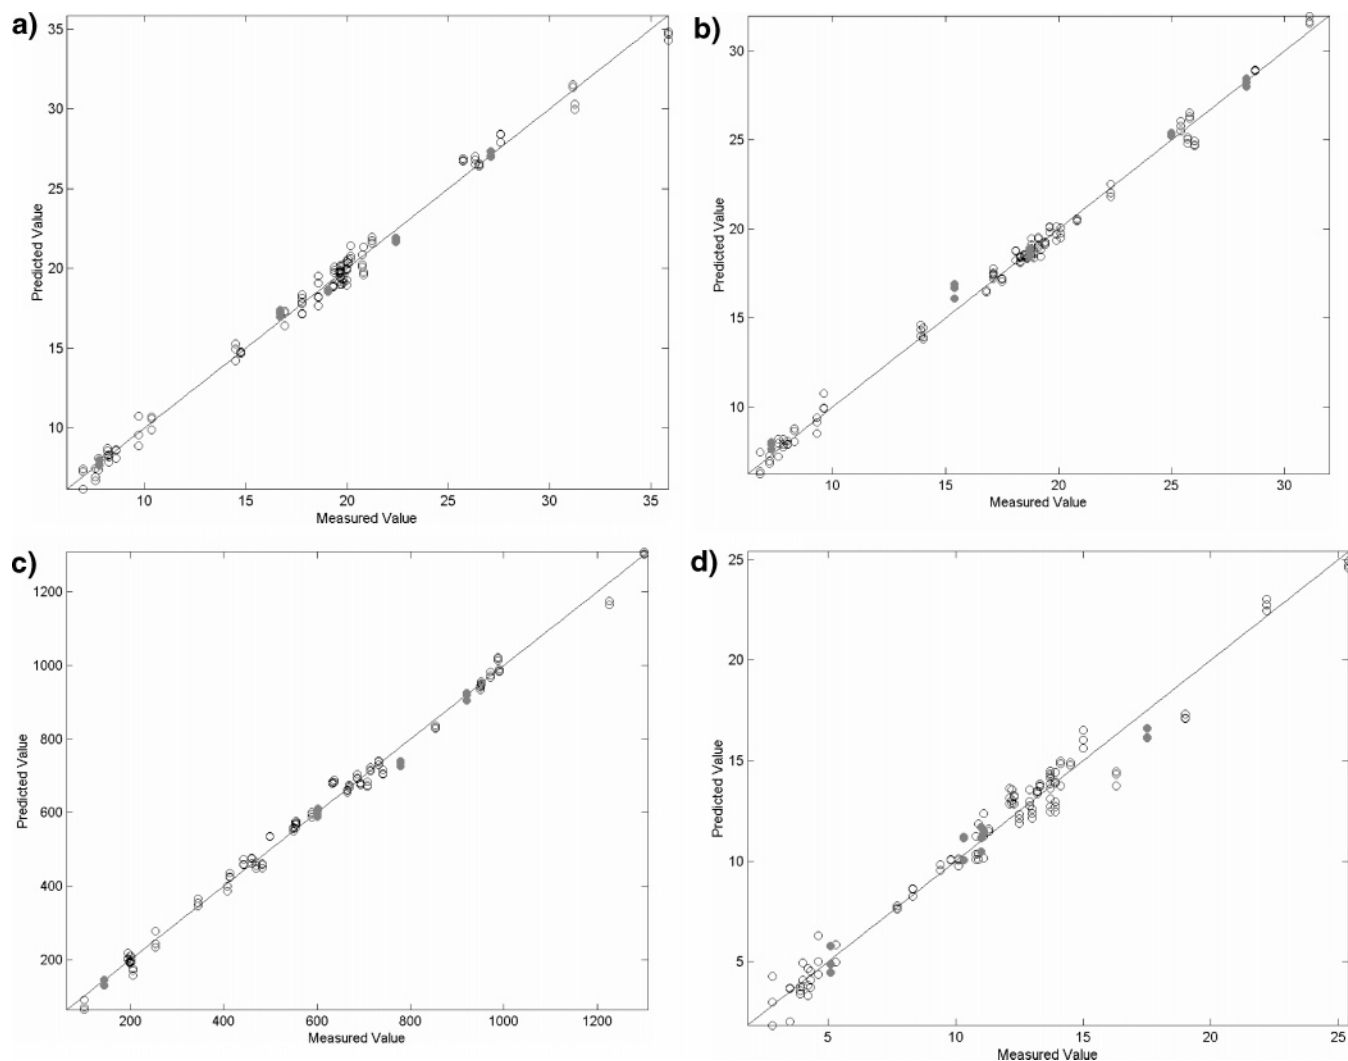 a)
35
30
25
20
15
10
Predicted Value
10 15 20 25 30 35
Measured Value
b)
30
25
20
15
10
Predicted Value
10 15 20 25 30
Measured Value
c)
1200
1000
800
600
400
200
Predicted Value
200 400 600 800 1000 1200
Measured Value
d)
25
20
15
10
5
Predicted Value
5 10 15 20 25
Measured Value